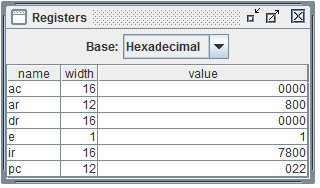 Registers
Base: Hexadecimal
name width value
ac 16 0000
ar 12 800
dr 16 0000
e 1 1
ir 16 7800
pc 12 022